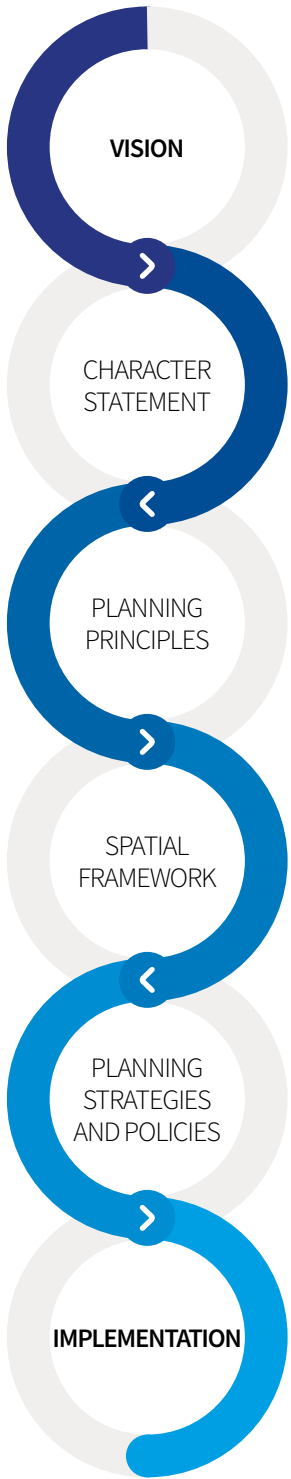 VISION
CHARACTER
STATEMENT
PLANNING
PRINCIPLES
SPATIAL
FRAMEWORK
PLANNING
STRATEGIES
AND POLICIES
IMPLEMENTATION